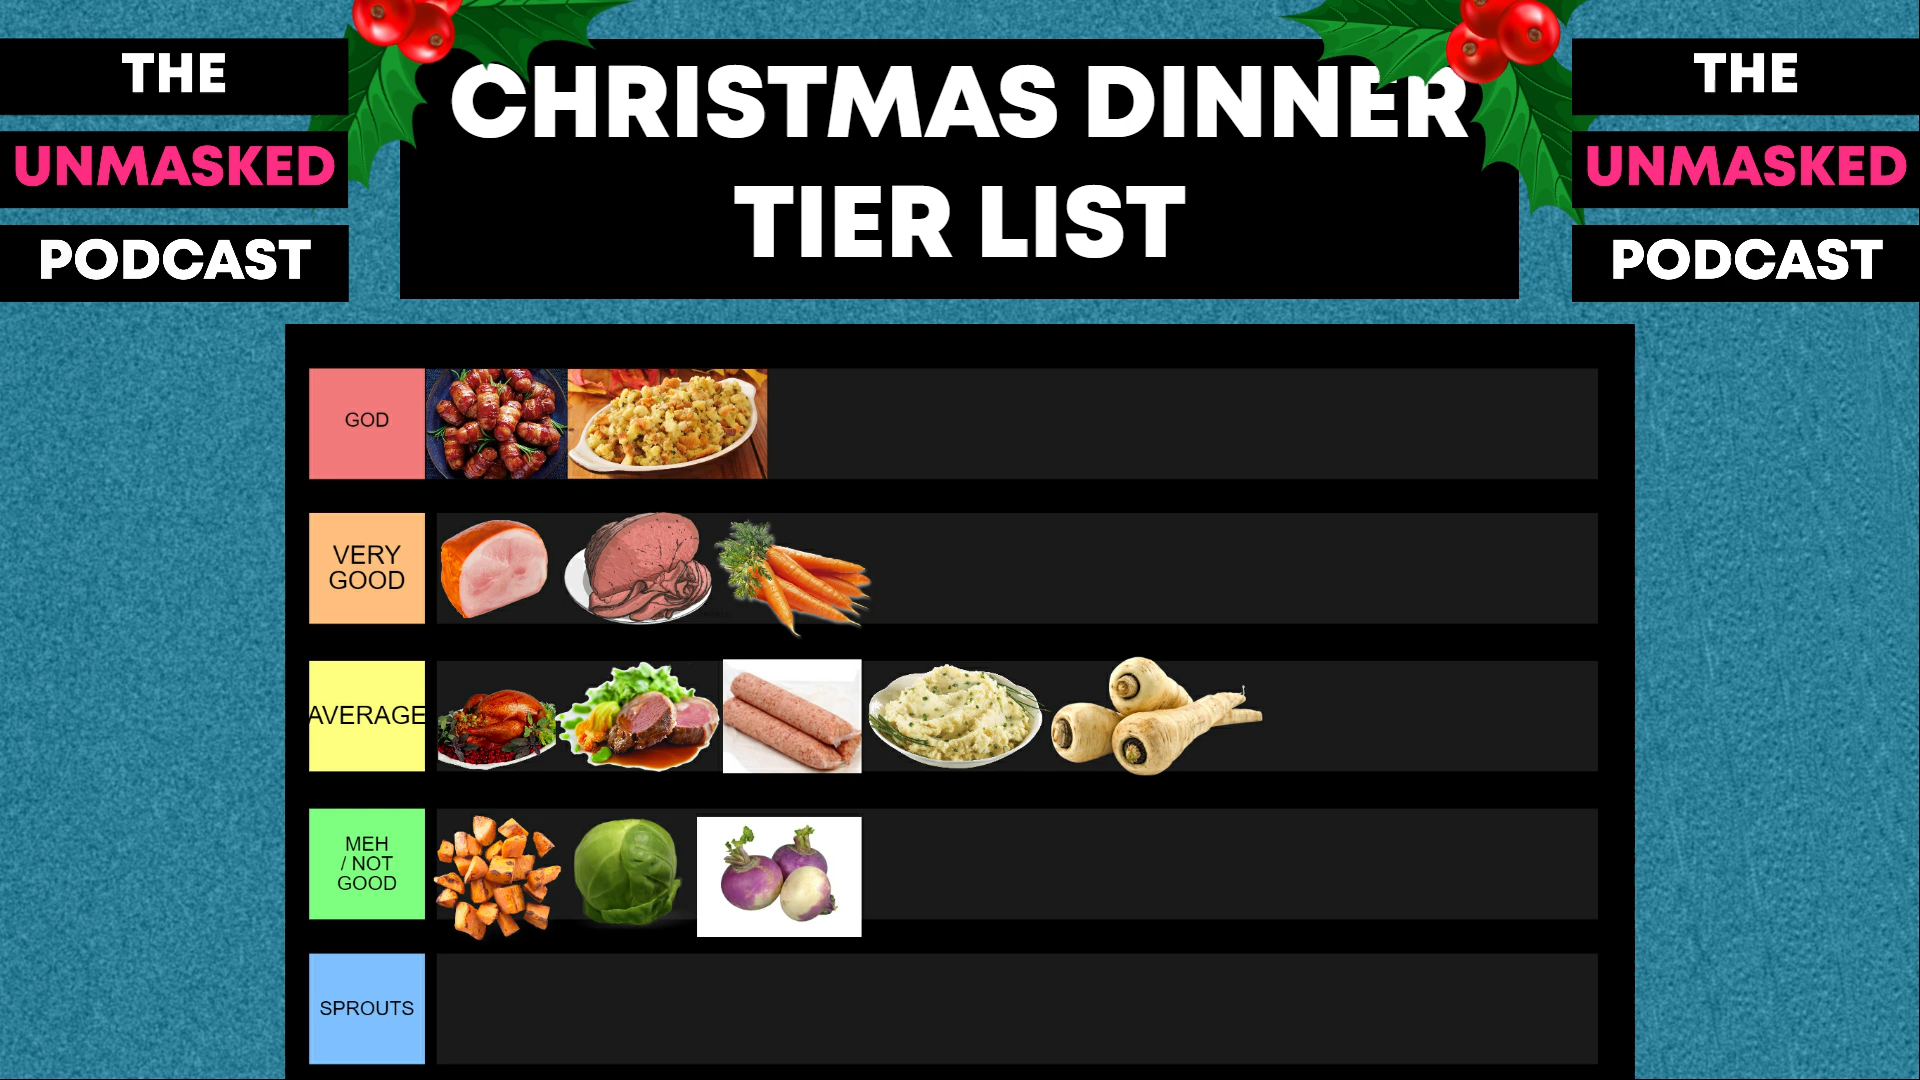 THE
UNMASKED
PODCAST
CHRISTMAS DINNER
TIER LIST
THE
UNMASKED
PODCAST
GOD
VERY
GOOD
AVERAGE
MEH
/ NOT
GOOD
SPROUTS